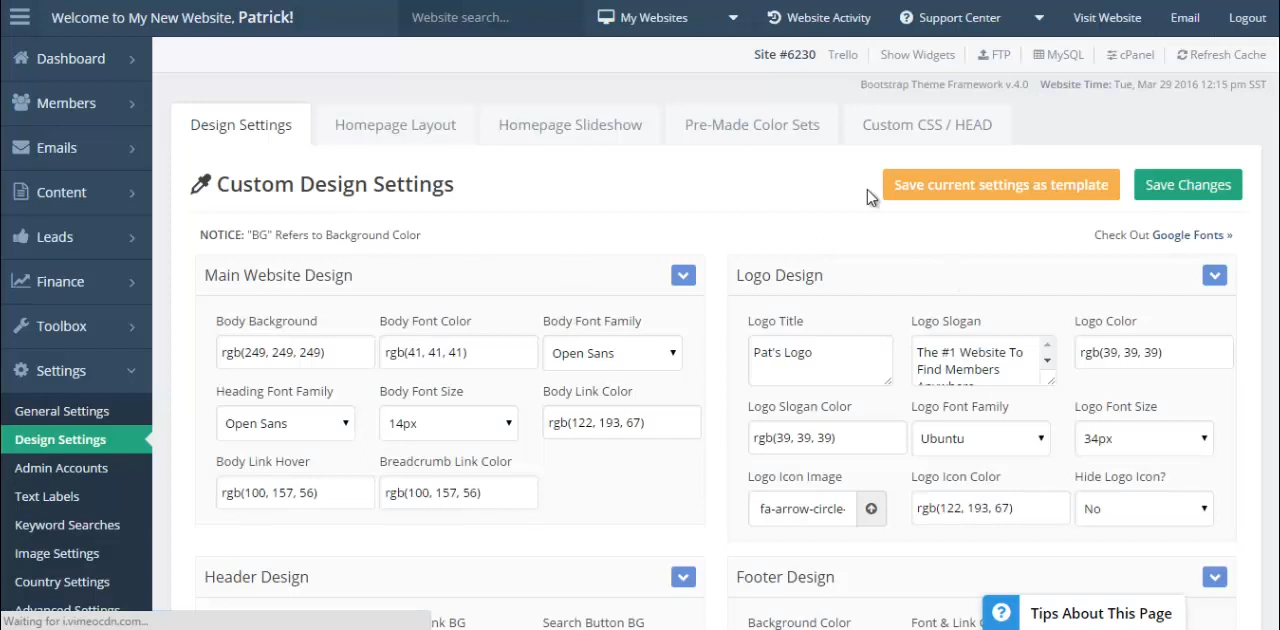 Welcome to My New Website, Patrick!
Website search...
My Websites
Website Activity
Support Center
Visit Website
Email
Logout
Dashboard
Members
Emails
Content
Leads
Finance
Toolbox
Settings
General Settings
Design Settings
Admin Accounts
Text Labels
Keyword Searches
Image Settings
Country Settings
Advanced Settings
Waiting for i.vimeocdn.com...
Site #6230
Trello
Show Widgets
FTP
MySQL
cPanel
Refresh Cache
Bootstrap Theme Framework v.4.0 Website Time: Tue, Mar 29 2016 12:15 pm SST
Design Settings
Homepage Layout
Homepage Slideshow
Pre-Made Color Sets
Custom CSS / HEAD
Custom Design Settings
Save current settings as template
Save Changes
NOTICE: "BG" Refers to Background Color
Check Out Google Fonts »
Main Website Design
Body Background
Body Font Color
Body Font Family
rgb(249, 249, 249)
rgb(41, 41, 41)
Open Sans
Heading Font Family
Body Font Size
Body Link Color
Open Sans
14px
rgb(122, 193, 67)
Body Link Hover
Breadcrumb Link Color
rgb(100, 157, 56)
rgb(100, 157, 56)
Logo Design
Logo Title
Logo Slogan
Logo Color
Pat's Logo
The #1 Website To
Find Members
Anywhere
rgb(39, 39, 39)
Logo Slogan Color
Logo Font Family
Logo Font Size
rgb(39, 39, 39)
Ubuntu
34px
Logo Icon Image
Logo Icon Color
Hide Logo Icon?
fa-arrow-circle-
rgb(122, 193, 67)
No
Header Design
Search Button BG
Footer Design
Background Color
Font & Link
Tips About This Page